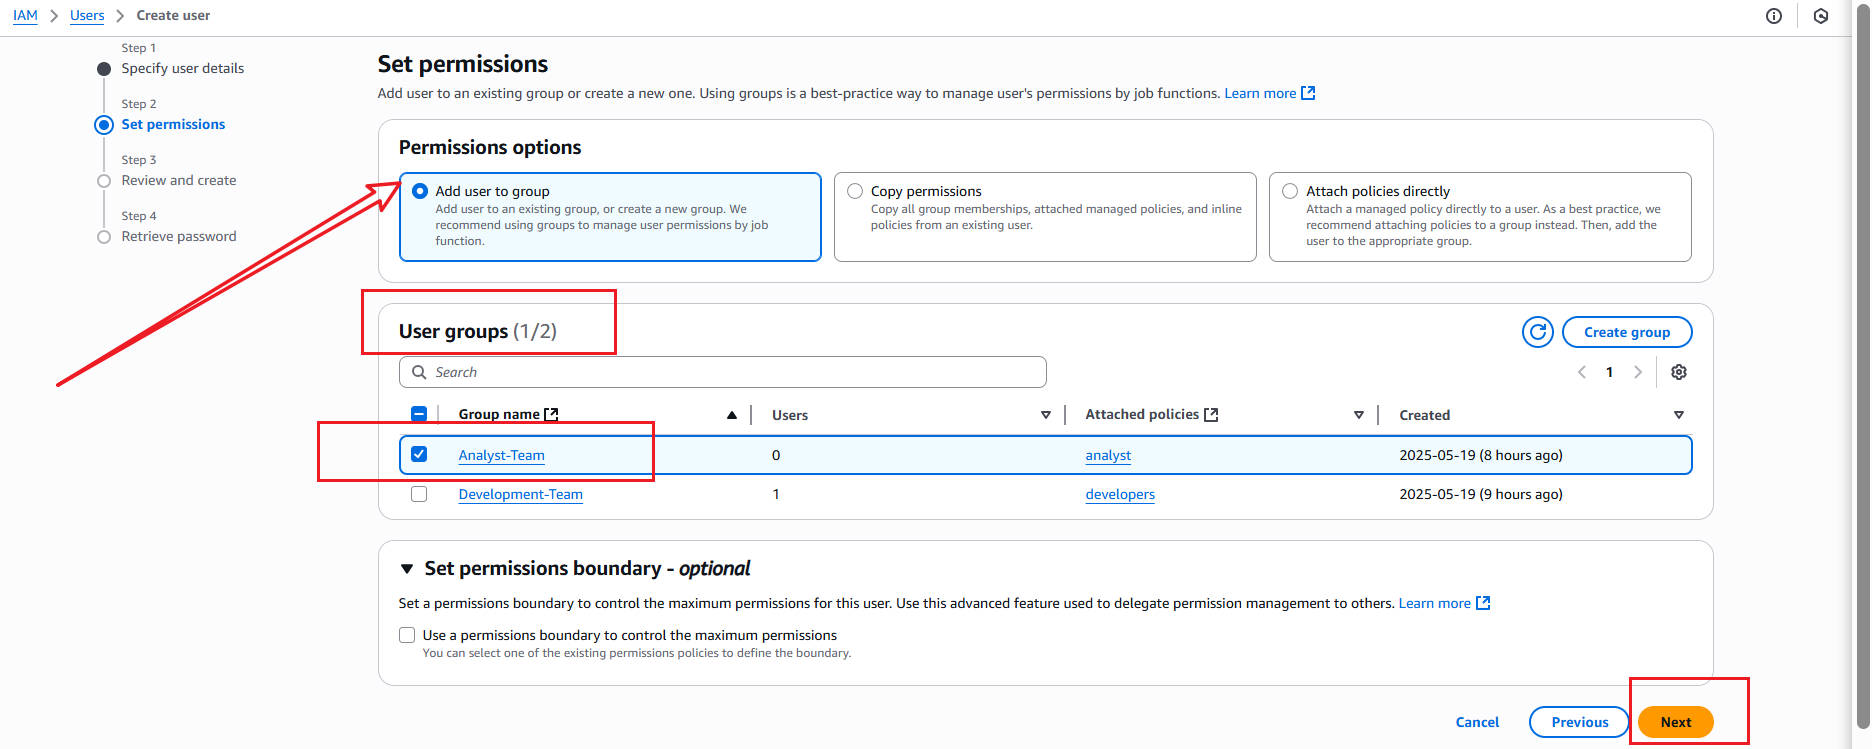 IAM > Users > Create user
Step 1
Specify user details
Step 2
Set permissions
Step 3
Review and create
Step 4
Retrieve password
Set permissions
Add user to an existing group or create a new one. Using groups is a best-practice way to manage user's permissions by job functions. Learn more
Permissions options
Add user to group
Add user to an existing group, or create a new group. We
recommend using groups to manage user permissions by job
function.
Copy permissions
Copy all group memberships, attached managed policies, and inline
policies from an existing user.
Attach policies directly
Attach a managed policy directly to a user. As a best practice, we
recommend attaching policies to a group instead. Then, add the
user to the appropriate group.
User groups (1/2)
Create group
Search
1
Group name Users Attached policies Created
Analyst-Team 0 analyst 2025-05-19 (8 hours ago)
Development-Team 1 developers 2025-05-19 (9 hours ago)
Set permissions boundary - optional
Set a permissions boundary to control the maximum permissions for this user. Use this advanced feature used to delegate permission management to others. Learn more
Use a permissions boundary to control the maximum permissions
You can select one of the existing permissions policies to define the boundary.
Cancel Previous Next